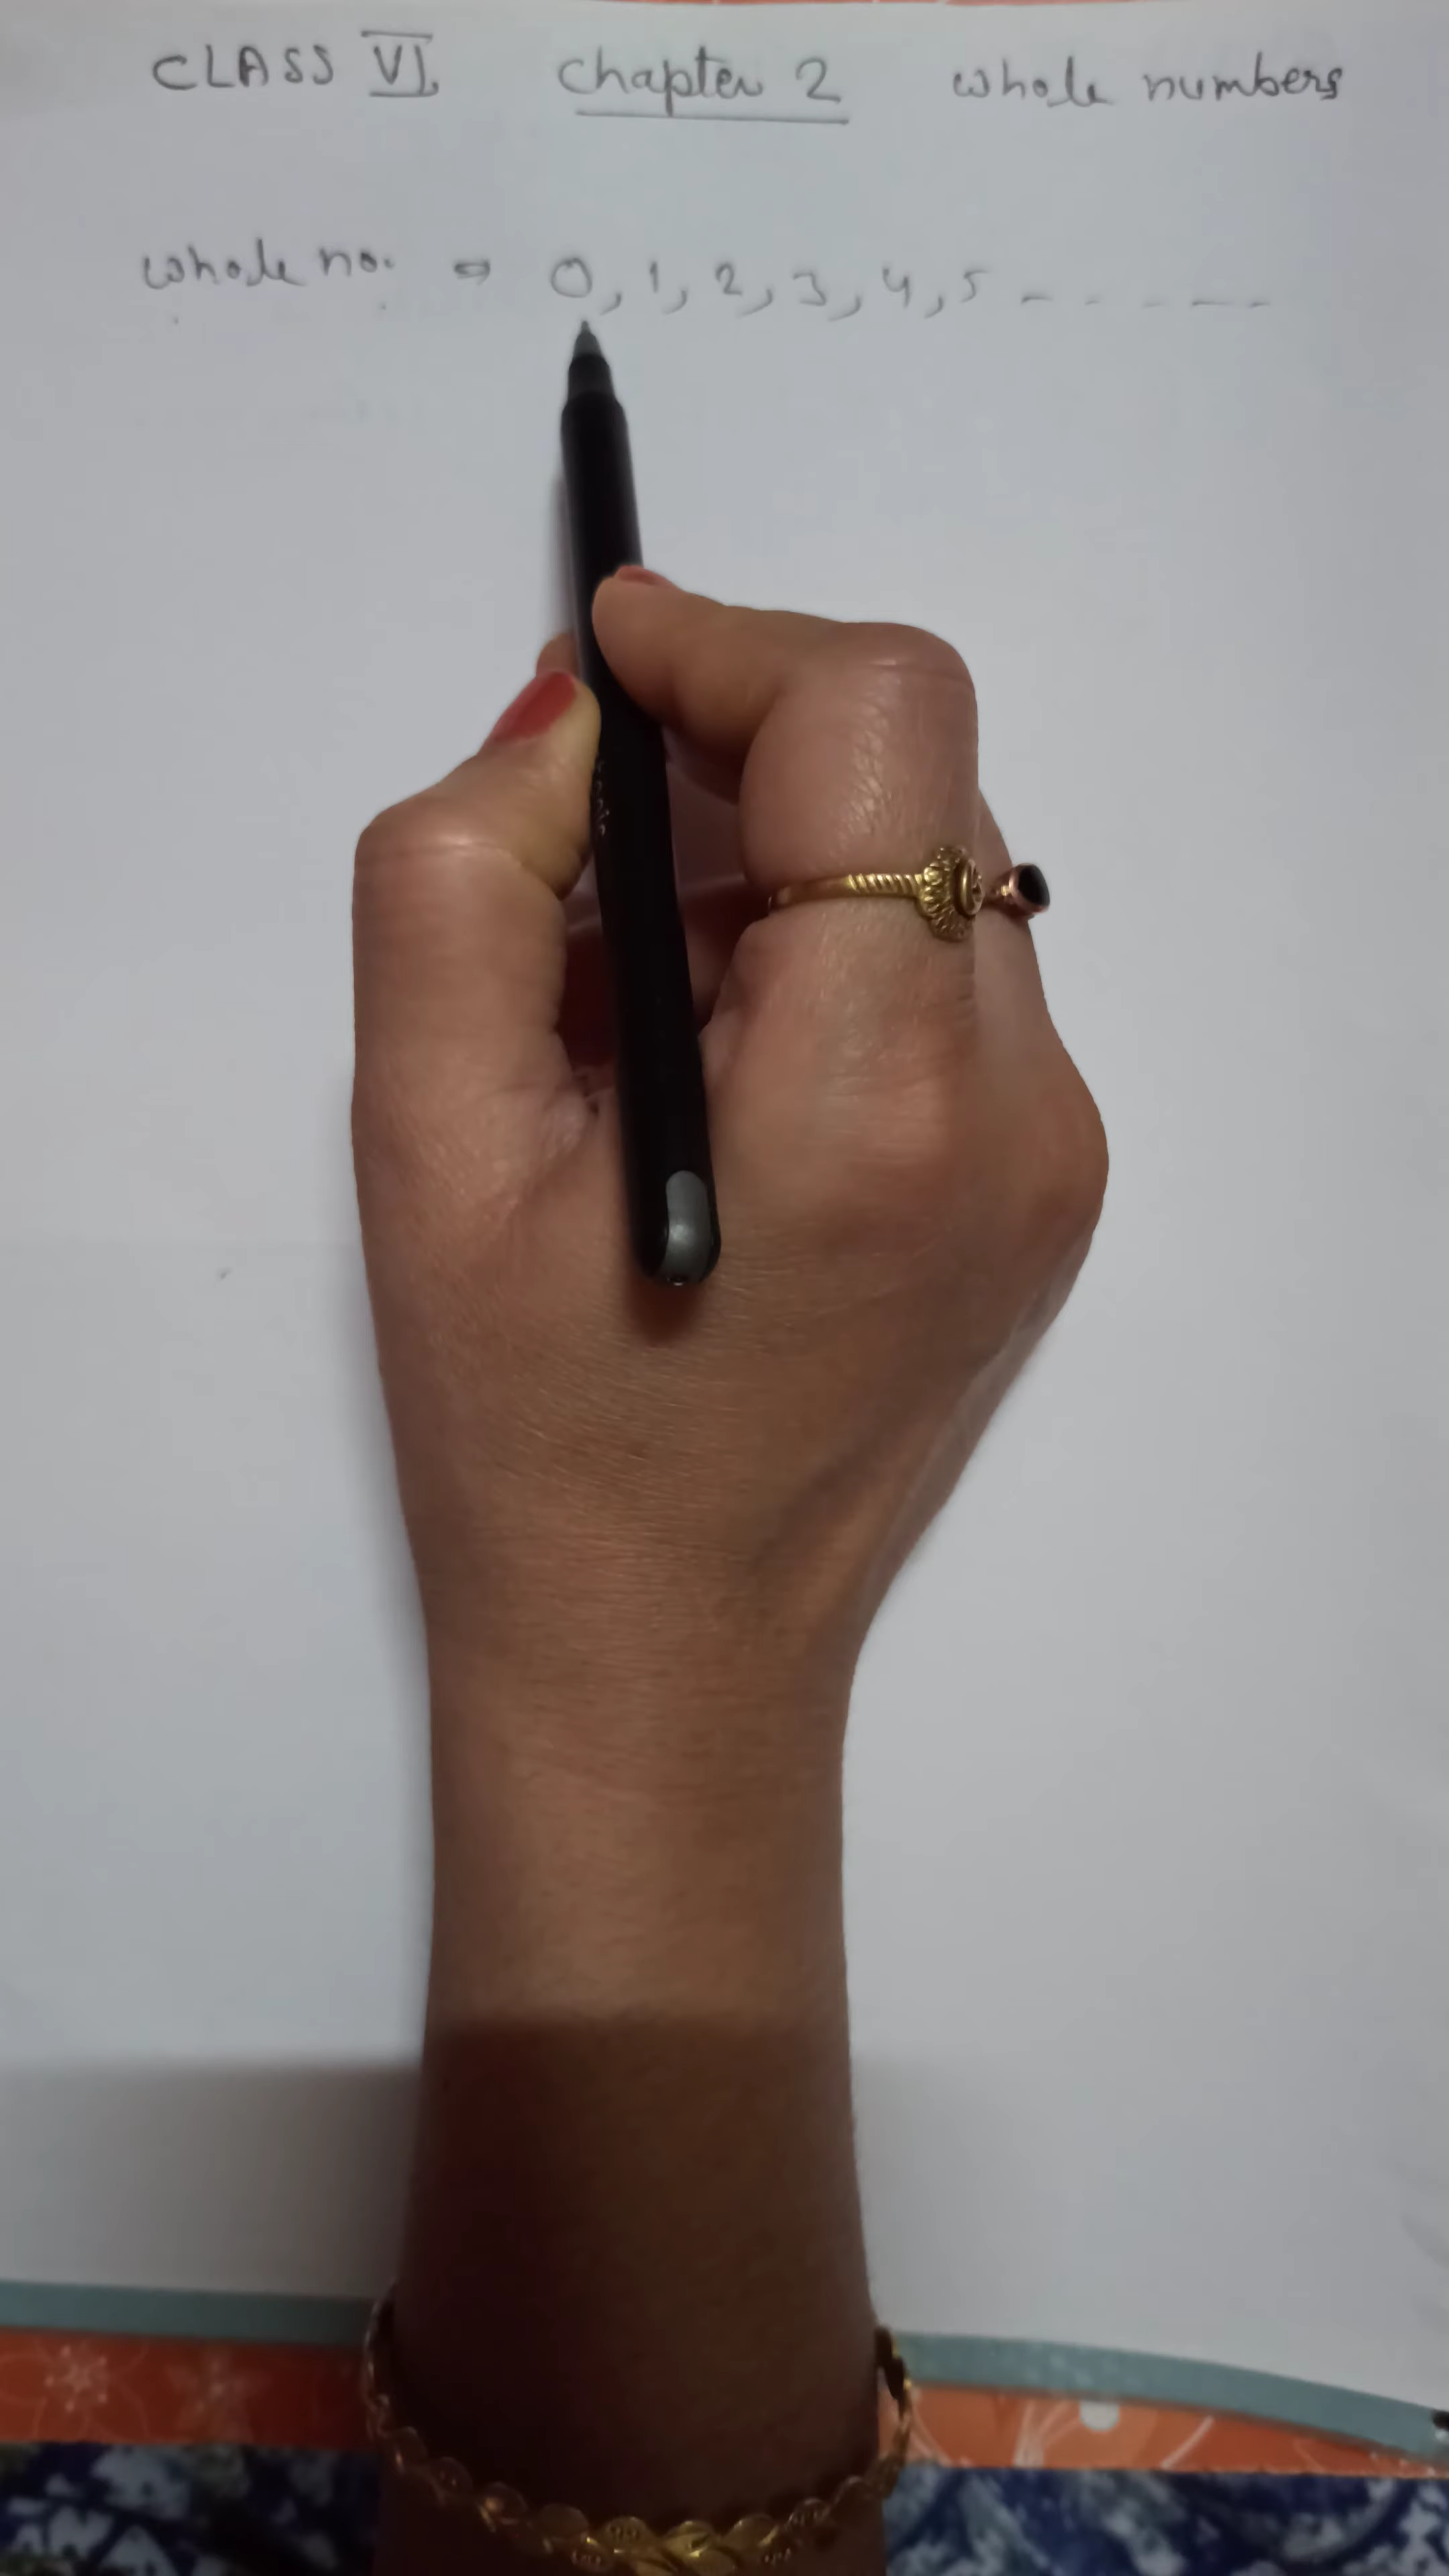 CLASS VI Chapter 2 whole numbers
whole no. ⇒ 0, 1, 2, 3, 4, 5 - - - - - -